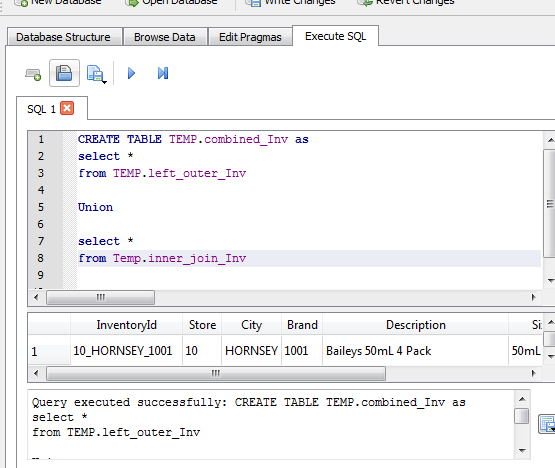 New Database Open Database Write Changes Revert Changes
Database Structure Browse Data Edit Pragmas Execute SQL
SQL 1
1 CREATE TABLE TEMP.combined_Inv as
2 select *
3 from TEMP.left_outer_Inv
4
5 Union
6
7 select *
8 from Temp.inner_join_Inv
9
InventoryId Store City Brand Description
1 10_HORNSEY_1001 10 HORNSEY 1001 Baileys 50mL 4 Pack 50mL
Query executed successfully: CREATE TABLE TEMP.combined_Inv as
select *
from TEMP.left_outer_Inv